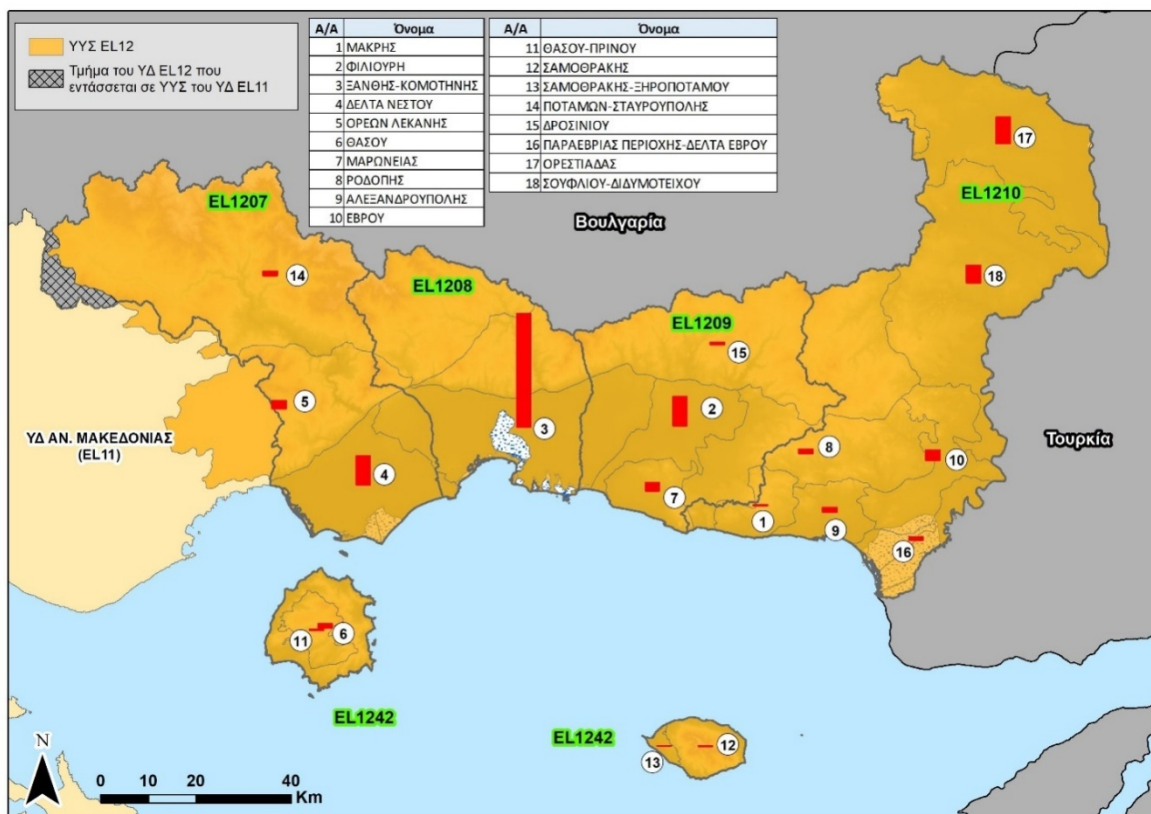 ΥΥΣ EL12
Τμήμα του ΥΔ EL12 που
εντάσσεται σε ΥΥΣ του ΥΔ EL11
Α/Α Όνομα
1 ΜΑΚΡΗΣ
2 ΦΙΛΙΟΥΡΗ
3 ΞΑΝΘΗΣ-ΚΟΜΟΤΗΝΗΣ
4 ΔΕΛΤΑ ΝΕΣΤΟΥ
5 ΟΡΕΩΝ ΛΕΚΑΝΗΣ
6 ΘΑΣΟΥ
7 ΜΑΡΩΝΕΙΑΣ
8 ΡΟΔΟΠΗΣ
9 ΑΛΕΞΑΝΔΡΟΥΠΟΛΗΣ
10 ΕΒΡΟΥ
Α/Α Όνομα
11 ΘΑΣΟΥ-ΠΡΙΝΟΥ
12 ΣΑΜΟΘΡΑΚΗΣ
13 ΣΑΜΟΘΡΑΚΗΣ-ΞΗΡΟΠΟΤΑΜΟΥ
14 ΠΟΤΑΜΩΝ-ΣΤΑΥΡΟΥΠΟΛΗΣ
15 ΔΡΟΣΙΝΙΟΥ
16 ΠΑΡΑΕΒΡΙΑΣ ΠΕΡΙΟΧΗΣ-ΔΕΛΤΑ ΕΒΡΟΥ
17 ΟΡΕΣΤΙΑΔΑΣ
18 ΣΟΥΦΛΙΟΥ-ΔΙΔΥΜΟΤΕΙΧΟΥ
17
EL1207
EL1210
Βουλγαρία
14
EL1208
18
EL1209
15
5
2
3
ΥΔ ΑΝ. ΜΑΚΕΔΟΝΙΑΣ
(EL11)
Τουρκία
8
10
4
7
1
9
16
11
6
EL1242
EL1242
12
13
N
0 10 20 40
Km